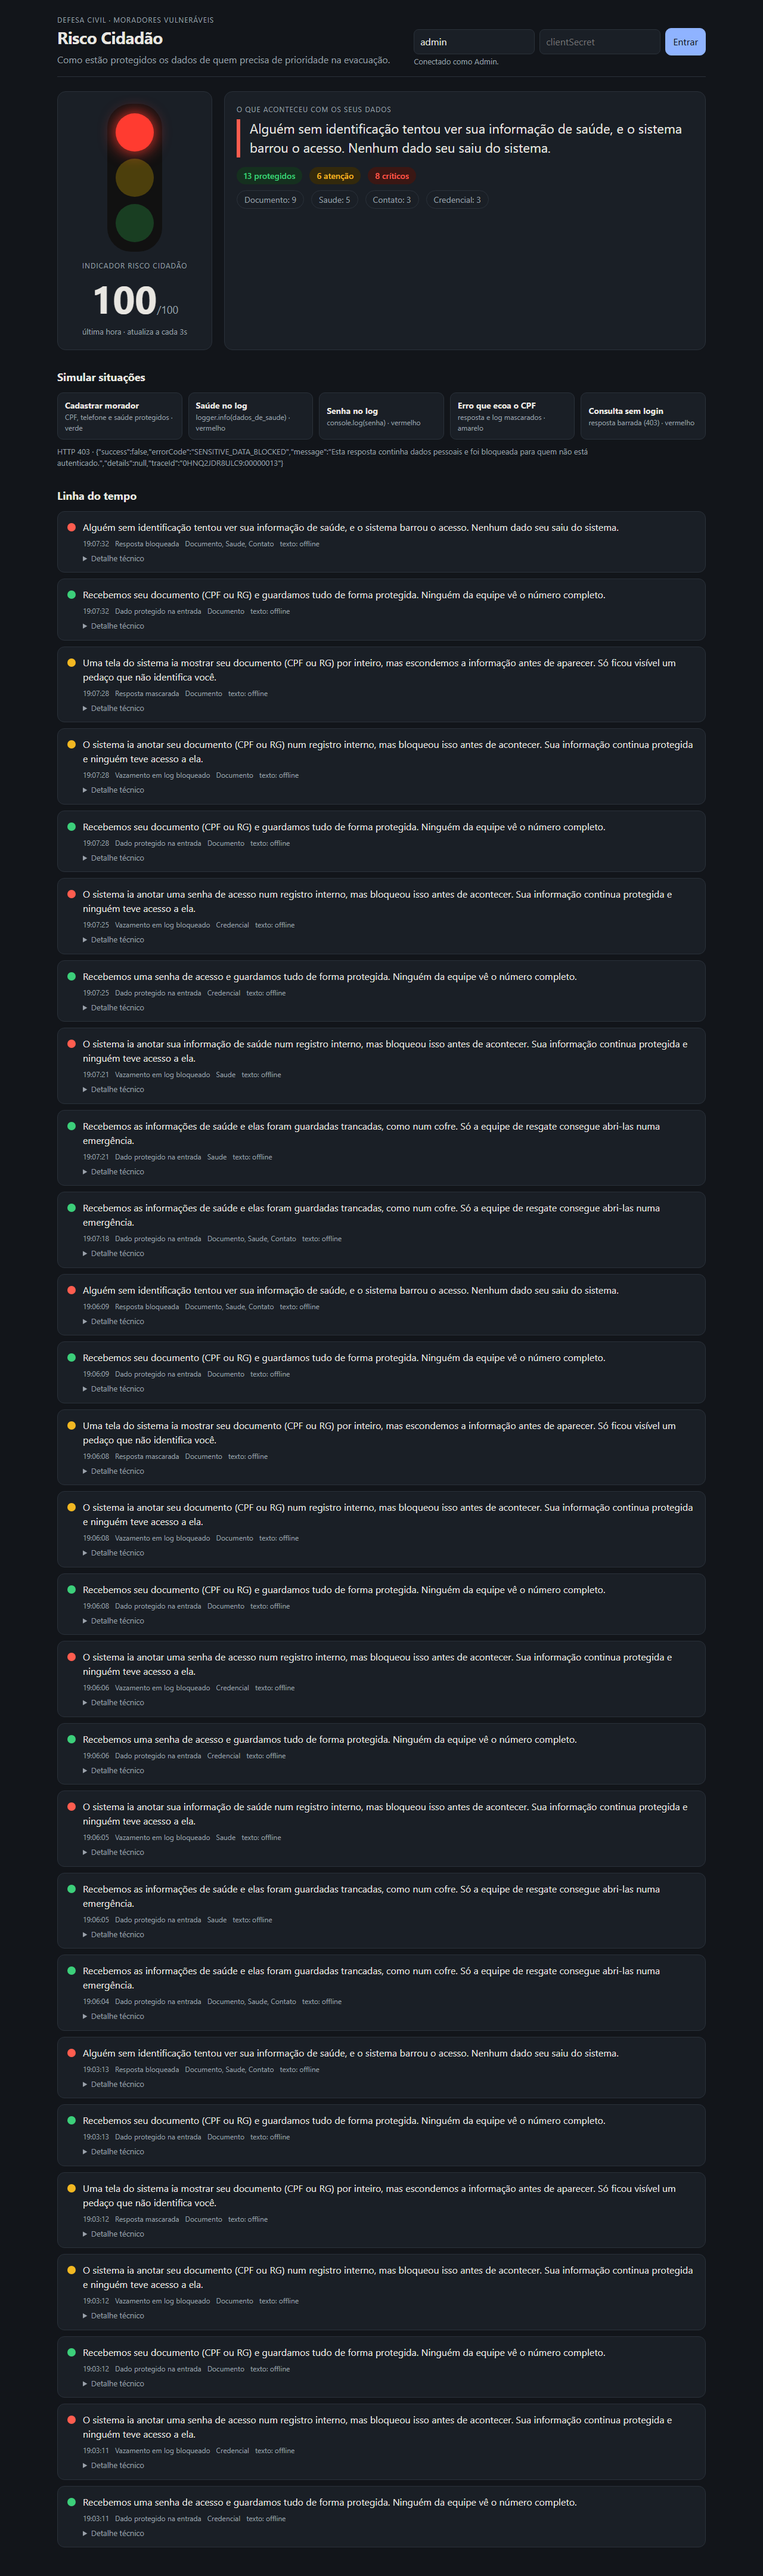 DEFESA CIVIL · MORADORES VULNERÁVEIS
Risco Cidadão
Como estão protegidos os dados de quem precisa de prioridade na evacuação.
admin
clientSecret
Entrar
Conectado como Admin.
INDICADOR RISCO CIDADÃO
100/100
última hora · atualiza a cada 3s
O QUE ACONTECEU COM OS SEUS DADOS
Alguém sem identificação tentou ver sua informação de saúde, e o sistema
barrou o acesso. Nenhum dado seu saiu do sistema.
13 protegidos
6 atenção
8 críticos
Documento: 9
Saude: 5
Contato: 3
Credencial: 3
Simular situações
Cadastrar morador
CPF, telefone e saúde protegidos ·
verde
Saúde no log
logger.info(dados_de_saude) ·
vermelho
Senha no log
console.log(senha) · vermelho
Erro que ecoa o CPF
resposta e log mascarados ·
amarelo
Consulta sem login
resposta barrada (403) · vermelho
HTTP 403 · {"success":false,"errorCode":"SENSITIVE_DATA_BLOCKED","message":"Esta resposta continha dados pessoais e foi bloqueada para quem não está
autenticado.","details":null,"traceId":"0HNQ2JDR8ULC9:00000013"}
Linha do tempo
Alguém sem identificação tentou ver sua informação de saúde, e o sistema barrou o acesso. Nenhum dado seu saiu do sistema.
19:07:32 Resposta bloqueada Documento, Saude, Contato texto: offline
▶ Detalhe técnico
Recebemos seu documento (CPF ou RG) e guardamos tudo de forma protegida. Ninguém da equipe vê o número completo.
19:07:32 Dado protegido na entrada Documento texto: offline
▶ Detalhe técnico
Uma tela do sistema ia mostrar seu documento (CPF ou RG) por inteiro, mas escondemos a informação antes de aparecer. Só ficou visível um
pedaço que não identifica você.
19:07:28 Resposta mascarada Documento texto: offline
▶ Detalhe técnico
O sistema ia anotar seu documento (CPF ou RG) num registro interno, mas bloqueou isso antes de acontecer. Sua informação continua protegida
e ninguém teve acesso a ela.
19:07:28 Vazamento em log bloqueado Documento texto: offline
▶ Detalhe técnico
Recebemos seu documento (CPF ou RG) e guardamos tudo de forma protegida. Ninguém da equipe vê o número completo.
19:07:28 Dado protegido na entrada Documento texto: offline
▶ Detalhe técnico
O sistema ia anotar uma senha de acesso num registro interno, mas bloqueou isso antes de acontecer. Sua informação continua protegida e
ninguém teve acesso a ela.
19:07:25 Vazamento em log bloqueado Credencial texto: offline
▶ Detalhe técnico
Recebemos uma senha de acesso e guardamos tudo de forma protegida. Ninguém da equipe vê o número completo.
19:07:25 Dado protegido na entrada Credencial texto: offline
▶ Detalhe técnico
O sistema ia anotar sua informação de saúde num registro interno, mas bloqueou isso antes de acontecer. Sua informação continua protegida e
ninguém teve acesso a ela.
19:07:21 Vazamento em log bloqueado Saude texto: offline
▶ Detalhe técnico
Recebemos as informações de saúde e elas foram guardadas trancadas, como num cofre. Só a equipe de resgate consegue abri-las numa
emergência.
19:07:21 Dado protegido na entrada Saude texto: offline
▶ Detalhe técnico
Recebemos as informações de saúde e elas foram guardadas trancadas, como num cofre. Só a equipe de resgate consegue abri-las numa
emergência.
19:07:18 Dado protegido na entrada Documento, Saude, Contato texto: offline
▶ Detalhe técnico
Alguém sem identificação tentou ver sua informação de saúde, e o sistema barrou o acesso. Nenhum dado seu saiu do sistema.
19:06:09 Resposta bloqueada Documento, Saude, Contato texto: offline
▶ Detalhe técnico
Recebemos seu documento (CPF ou RG) e guardamos tudo de forma protegida. Ninguém da equipe vê o número completo.
19:06:09 Dado protegido na entrada Documento texto: offline
▶ Detalhe técnico
Uma tela do sistema ia mostrar seu documento (CPF ou RG) por inteiro, mas escondemos a informação antes de aparecer. Só ficou visível um
pedaço que não identifica você.
19:06:08 Resposta mascarada Documento texto: offline
▶ Detalhe técnico
O sistema ia anotar seu documento (CPF ou RG) num registro interno, mas bloqueou isso antes de acontecer. Sua informação continua protegida
e ninguém teve acesso a ela.
19:06:08 Vazamento em log bloqueado Documento texto: offline
▶ Detalhe técnico
Recebemos seu documento (CPF ou RG) e guardamos tudo de forma protegida. Ninguém da equipe vê o número completo.
19:06:08 Dado protegido na entrada Documento texto: offline
▶ Detalhe técnico
O sistema ia anotar uma senha de acesso num registro interno, mas bloqueou isso antes de acontecer. Sua informação continua protegida e
ninguém teve acesso a ela.
19:06:06 Vazamento em log bloqueado Credencial texto: offline
▶ Detalhe técnico
Recebemos uma senha de acesso e guardamos tudo de forma protegida. Ninguém da equipe vê o número completo.
19:06:06 Dado protegido na entrada Credencial texto: offline
▶ Detalhe técnico
O sistema ia anotar sua informação de saúde num registro interno, mas bloqueou isso antes de acontecer. Sua informação continua protegida e
ninguém teve acesso a ela.
19:06:05 Vazamento em log bloqueado Saude texto: offline
▶ Detalhe técnico
Recebemos as informações de saúde e elas foram guardadas trancadas, como num cofre. Só a equipe de resgate consegue abri-las numa
emergência.
19:06:05 Dado protegido na entrada Saude texto: offline
▶ Detalhe técnico
Recebemos as informações de saúde e elas foram guardadas trancadas, como num cofre. Só a equipe de resgate consegue abri-las numa
emergência.
19:06:04 Dado protegido na entrada Documento, Saude, Contato texto: offline
▶ Detalhe técnico
Alguém sem identificação tentou ver sua informação de saúde, e o sistema barrou o acesso. Nenhum dado seu saiu do sistema.
19:03:13 Resposta bloqueada Documento, Saude, Contato texto: offline
▶ Detalhe técnico
Recebemos seu documento (CPF ou RG) e guardamos tudo de forma protegida. Ninguém da equipe vê o número completo.
19:03:13 Dado protegido na entrada Documento texto: offline
▶ Detalhe técnico
Uma tela do sistema ia mostrar seu documento (CPF ou RG) por inteiro, mas escondemos a informação antes de aparecer. Só ficou visível um
pedaço que não identifica você.
19:03:12 Resposta mascarada Documento texto: offline
▶ Detalhe técnico
O sistema ia anotar seu documento (CPF ou RG) num registro interno, mas bloqueou isso antes de acontecer. Sua informação continua protegida
e ninguém teve acesso a ela.
19:03:12 Vazamento em log bloqueado Documento texto: offline
▶ Detalhe técnico
Recebemos seu documento (CPF ou RG) e guardamos tudo de forma protegida. Ninguém da equipe vê o número completo.
19:03:12 Dado protegido na entrada Documento texto: offline
▶ Detalhe técnico
O sistema ia anotar uma senha de acesso num registro interno, mas bloqueou isso antes de acontecer. Sua informação continua protegida e
ninguém teve acesso a ela.
19:03:11 Vazamento em log bloqueado Credencial texto: offline
▶ Detalhe técnico
Recebemos uma senha de acesso e guardamos tudo de forma protegida. Ninguém da equipe vê o número completo.
19:03:11 Dado protegido na entrada Credencial texto: offline
▶ Detalhe técnico